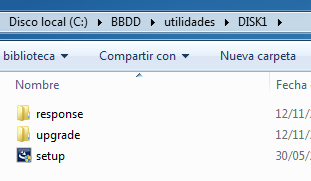 Disco local (C:) ▸ BBDD ▸ utilidades ▸ DISK1 ▸
biblioteca ▾ Compartir con ▾ Nueva carpeta
Nombre Fecha
response 12/11/
upgrade 12/11/
setup 30/05/